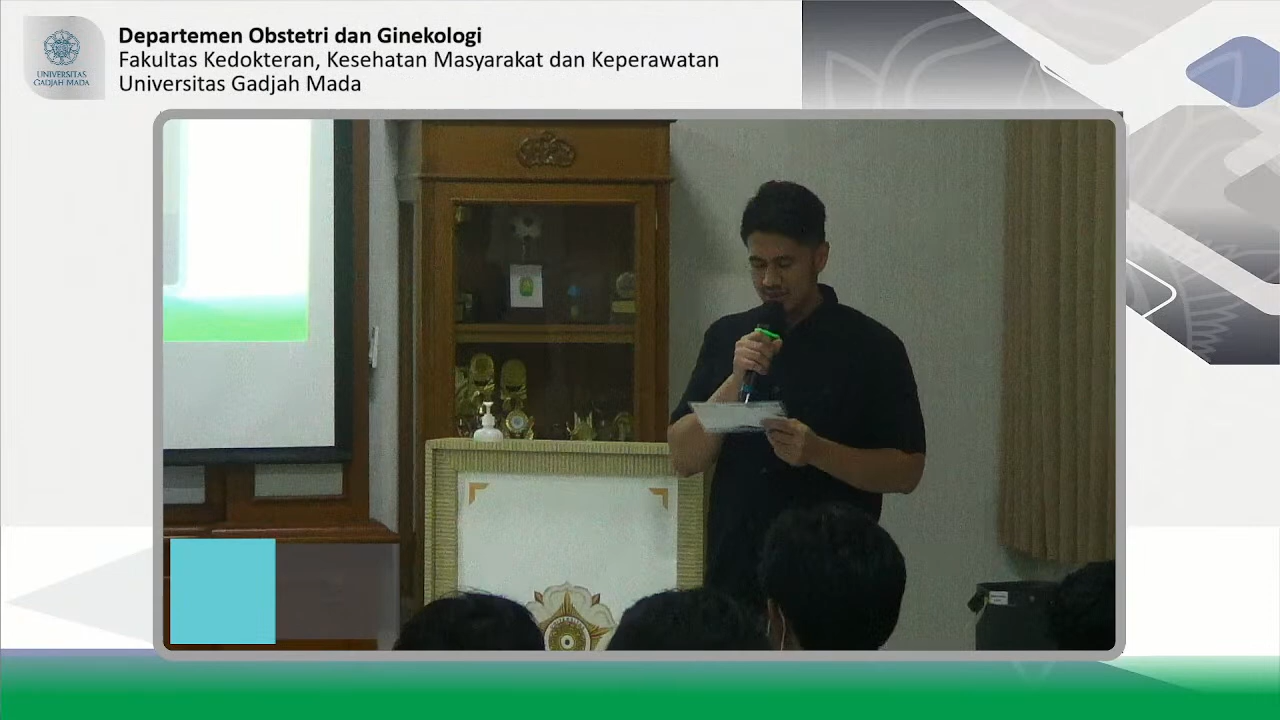 Departemen Obstetri dan Ginekologi
Fakultas Kedokteran, Kesehatan Masyarakat dan Keperawatan
Universitas Gadjah Mada
UNIVERSITAS
GADJAH MADA